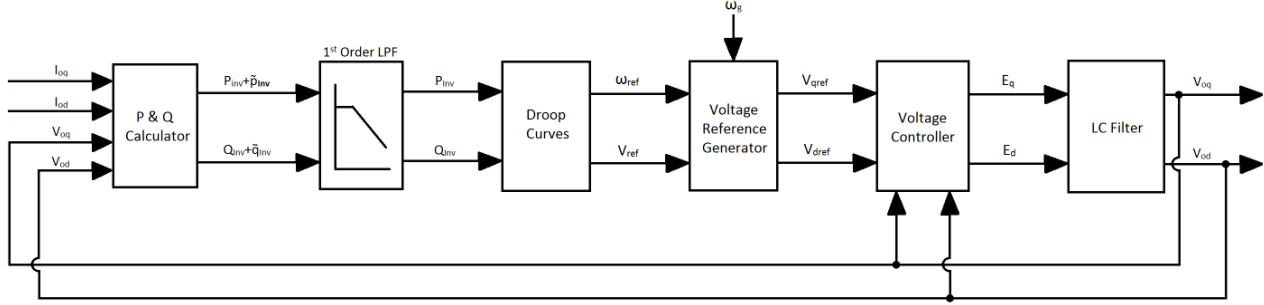 ωg
1st Order LPF
Ioq
Iod
Voq
Vod
P & Q
Calculator
Pinv+p̃inv
Qinv+q̃inv
Pinv
Qinv
Droop
Curves
ωref
Vref
Voltage
Reference
Generator
Vqref
Vdref
Voltage
Controller
Eq
Ed
LC Filter
Voq
Vod